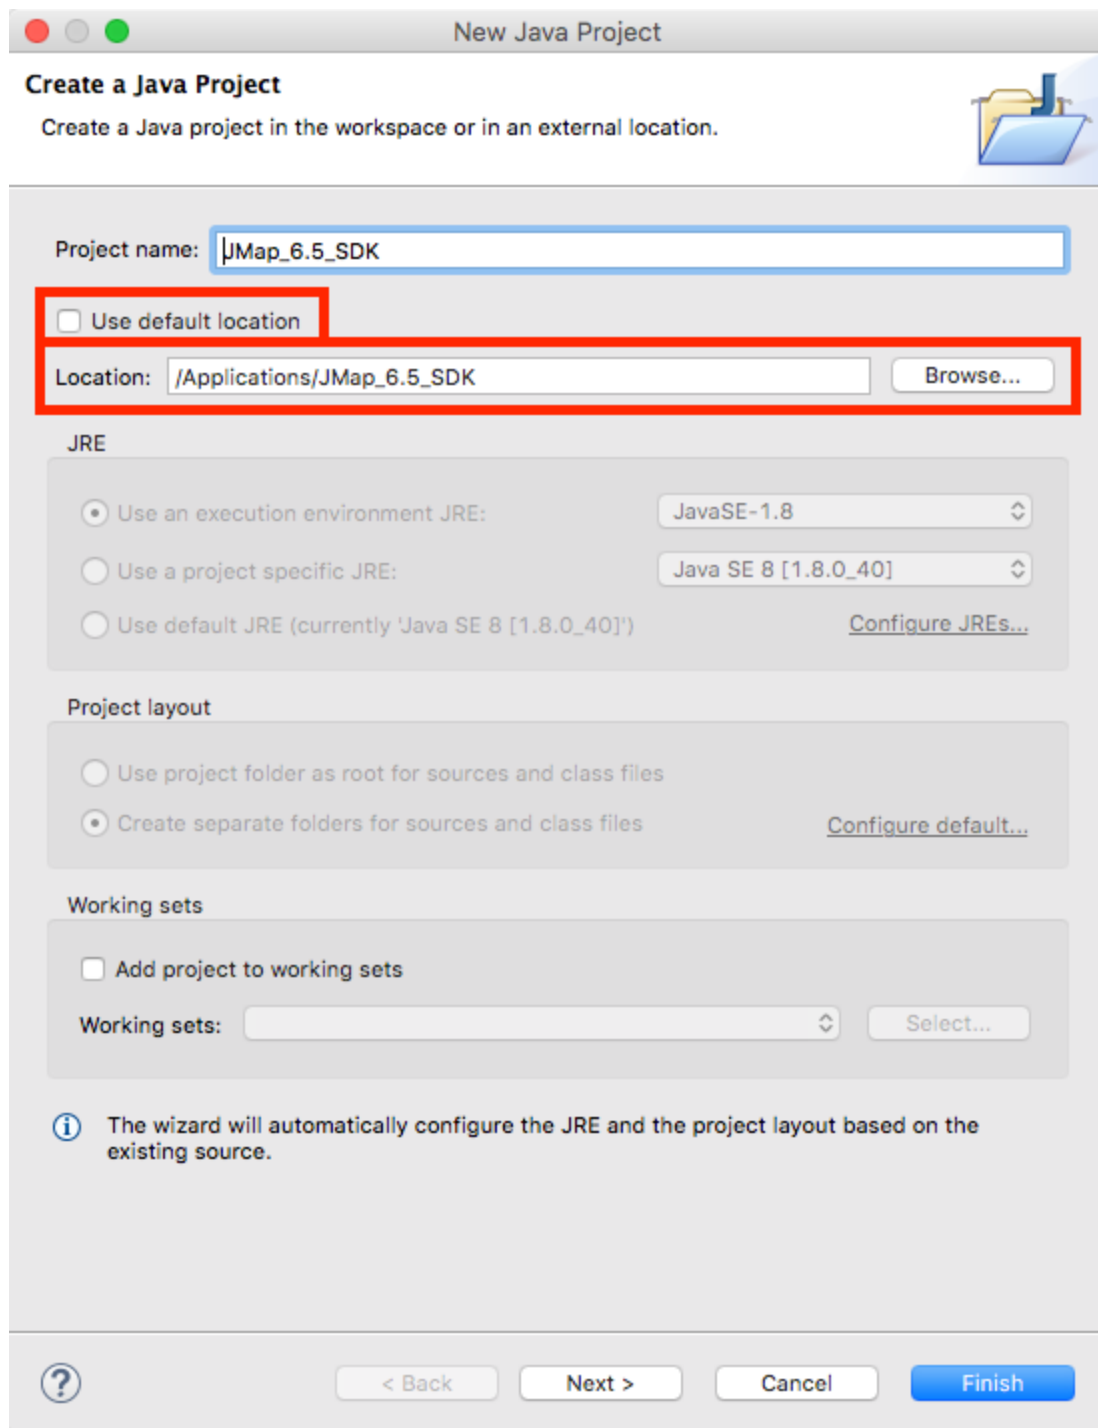 New Java Project
Create a Java Project
Create a Java project in the workspace or in an external location.
Project name: JMap_6.5_SDK
Use default location
Location: /Applications/JMap_6.5_SDK Browse...
JRE
Use an execution environment JRE: JavaSE-1.8
Use a project specific JRE: Java SE 8 [1.8.0_40]
Use default JRE (currently 'Java SE 8 [1.8.0_40]') Configure JREs...
Project layout
Use project folder as root for sources and class files
Create separate folders for sources and class files Configure default...
Working sets
Add project to working sets
Working sets: Select...
The wizard will automatically configure the JRE and the project layout based on the
existing source.
? < Back Next > Cancel Finish